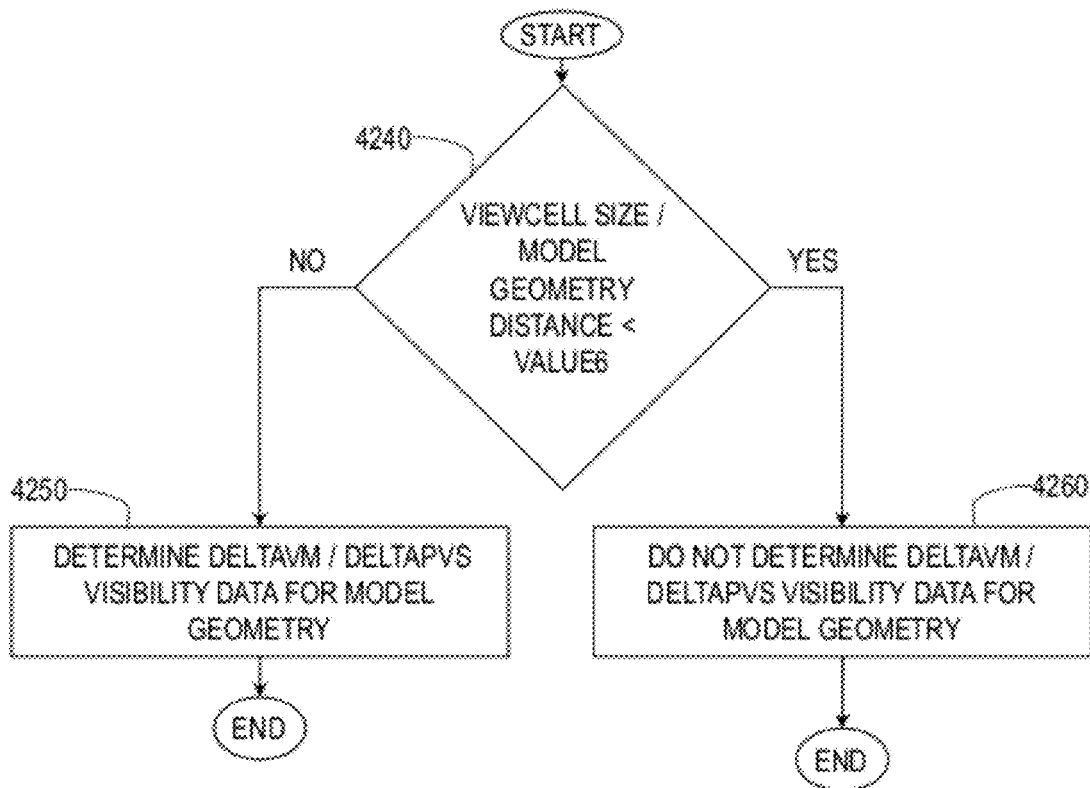 START
4240
VIEWCELL SIZE /
MODEL
GEOMETRY
DISTANCE <
VALUE6
NO
YES
4250
DETERMINE DELTAVM / DELTAPVS
VISIBILITY DATA FOR MODEL
GEOMETRY
END
4260
DO NOT DETERMINE DELTAVM /
DELTAPVS VISIBILITY DATA FOR
MODEL GEOMETRY
END